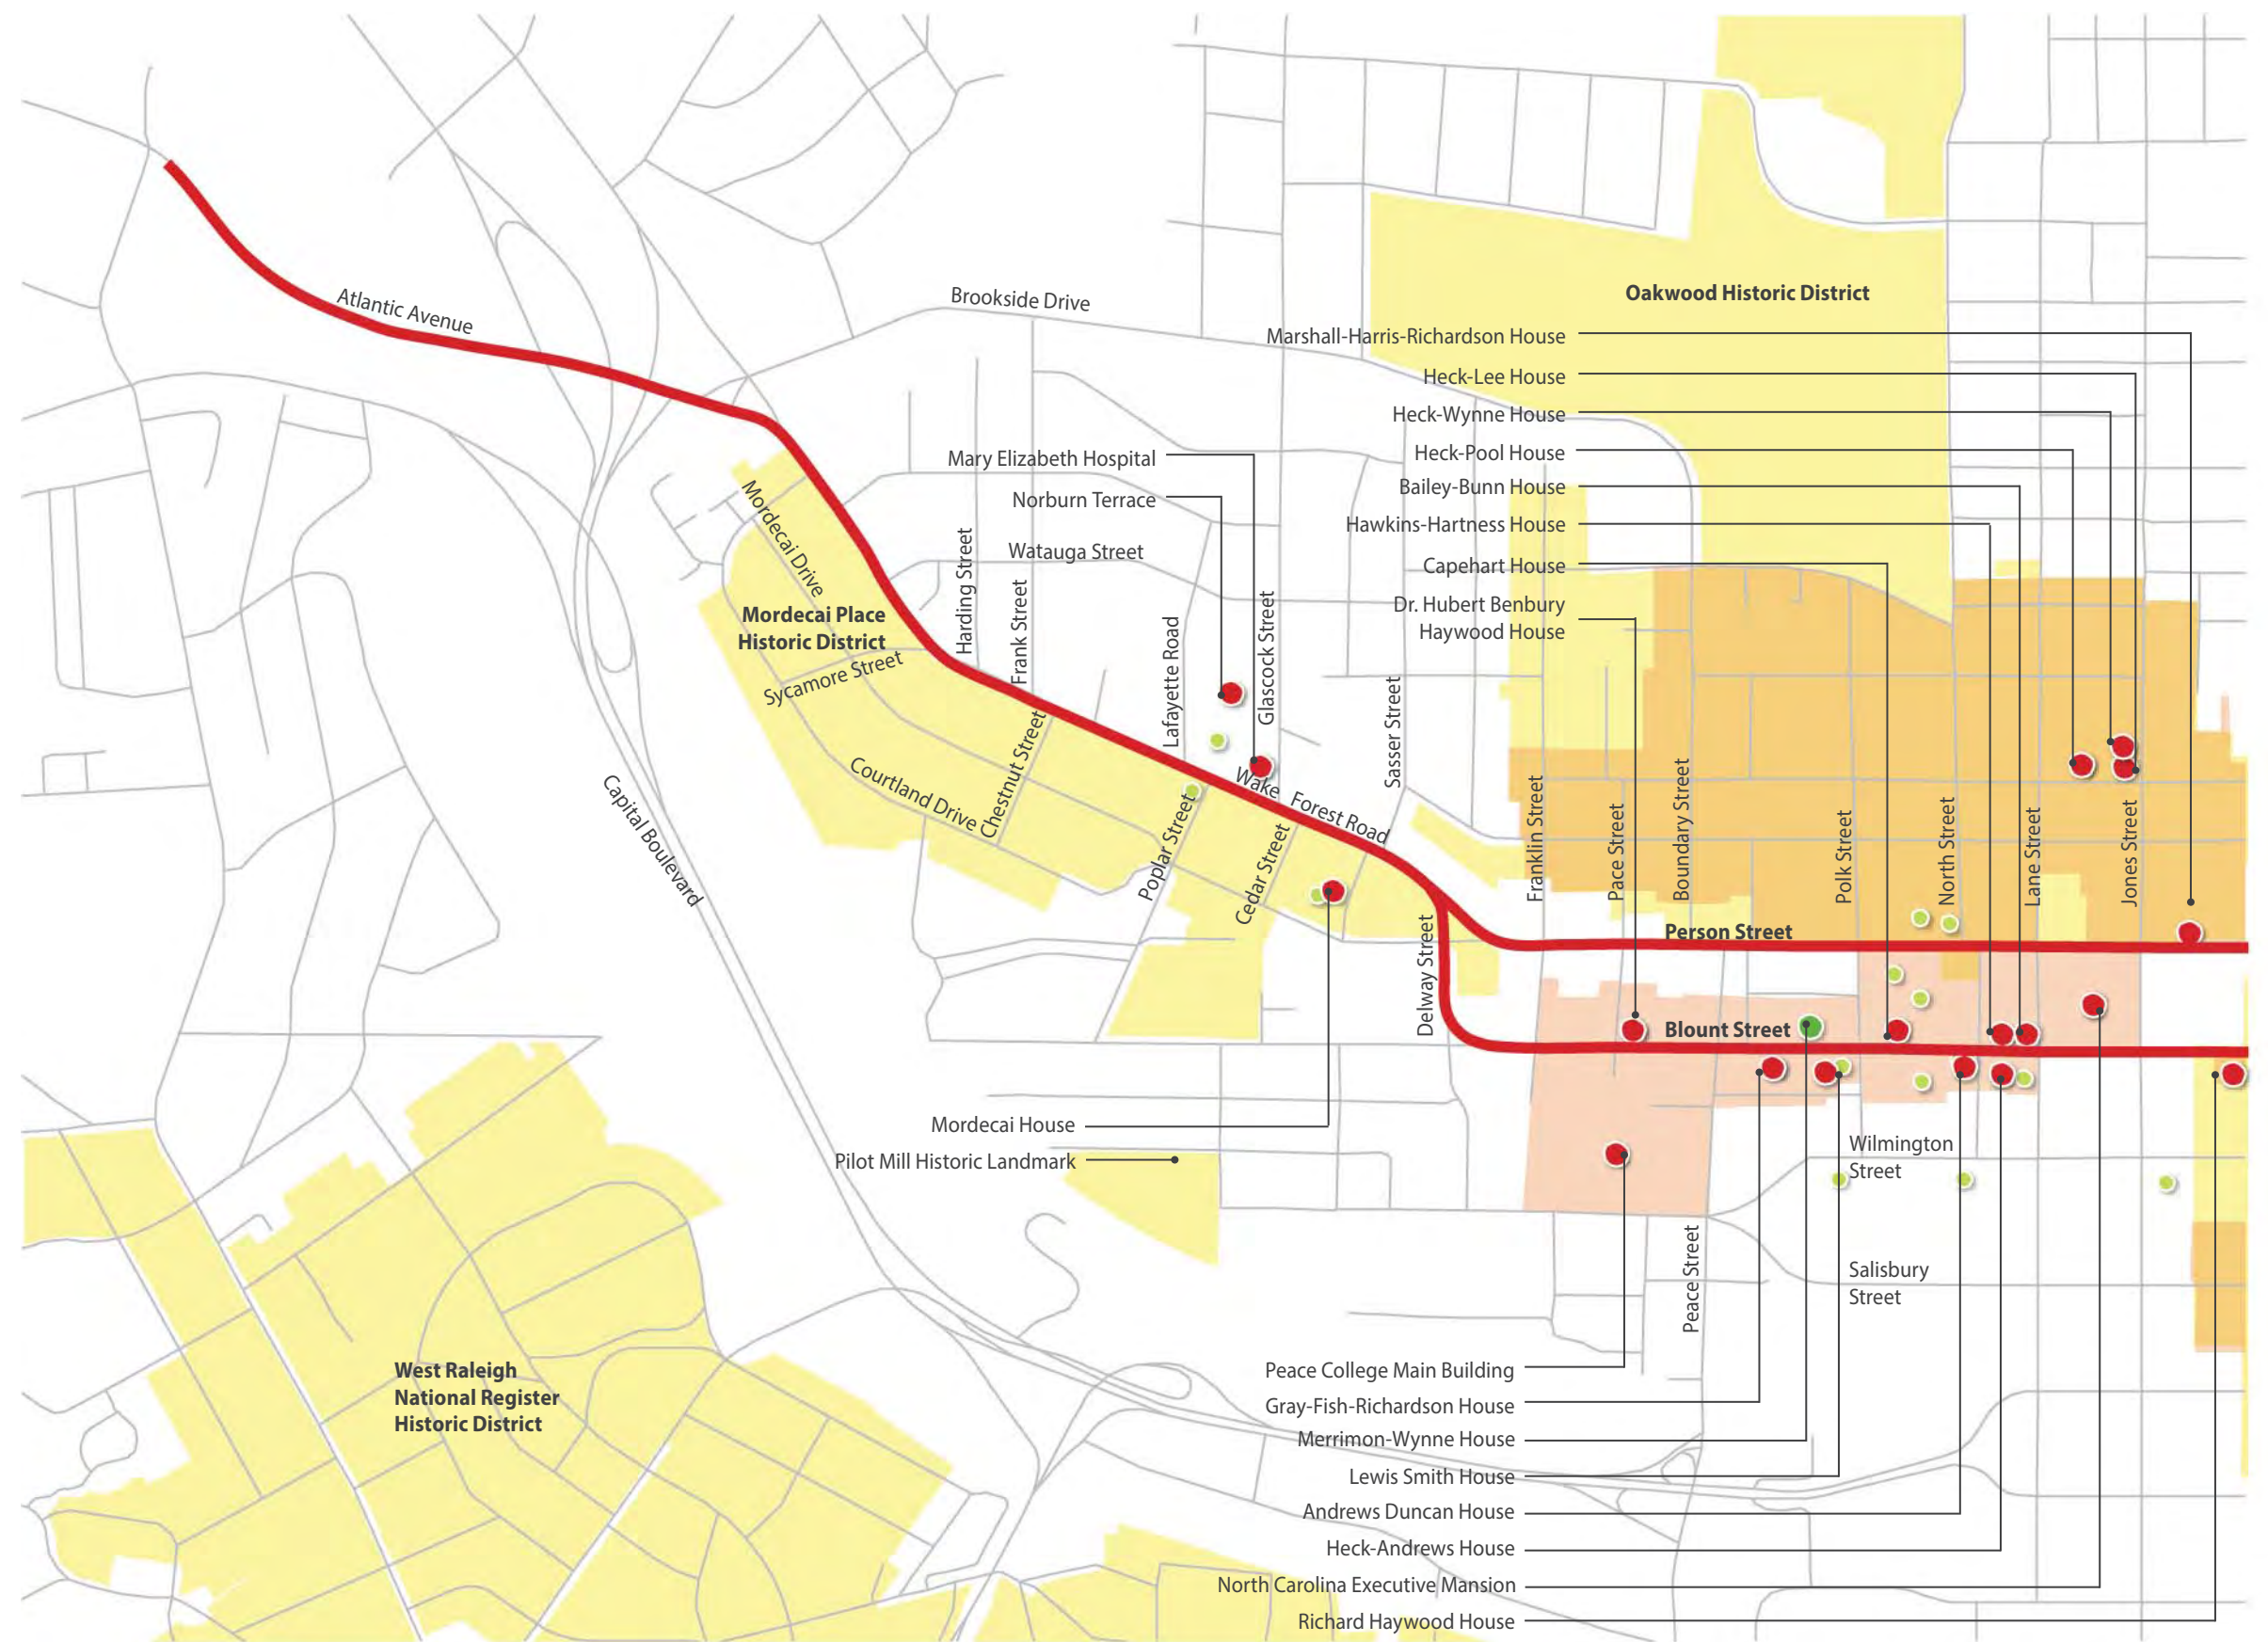 Atlantic Avenue
Brookside Drive
Oakwood Historic District
Marshall-Harris-Richardson House
Heck-Lee House
Heck-Wynne House
Heck-Pool House
Bailey-Bunn House
Hawkins-Hartness House
Capehart House
Dr. Hubert Benbury
Haywood House
Mary Elizabeth Hospital
Norburn Terrace
Watauga Street
Mordecai Drive
Mordecai Place
Historic District
Sycamore Street
Harding Street
Frank Street
Lafayette Road
Glascock Street
Sasser Street
Chestnut Street
Courtland Drive
Capital Boulevard
Poplar Street
Cedar Street
Wake Forest Road
Delway Street
Franklin Street
Pace Street
Boundary Street
Polk Street
North Street
Lane Street
Jones Street
Person Street
Blount Street
Mordecai House
Pilot Mill Historic Landmark
Wilmington
Street
Peace Street
Salisbury
Street
West Raleigh
National Register
Historic District
Peace College Main Building
Gray-Fish-Richardson House
Merrimon-Wynne House
Lewis Smith House
Andrews Duncan House
Heck-Andrews House
North Carolina Executive Mansion
Richard Haywood House